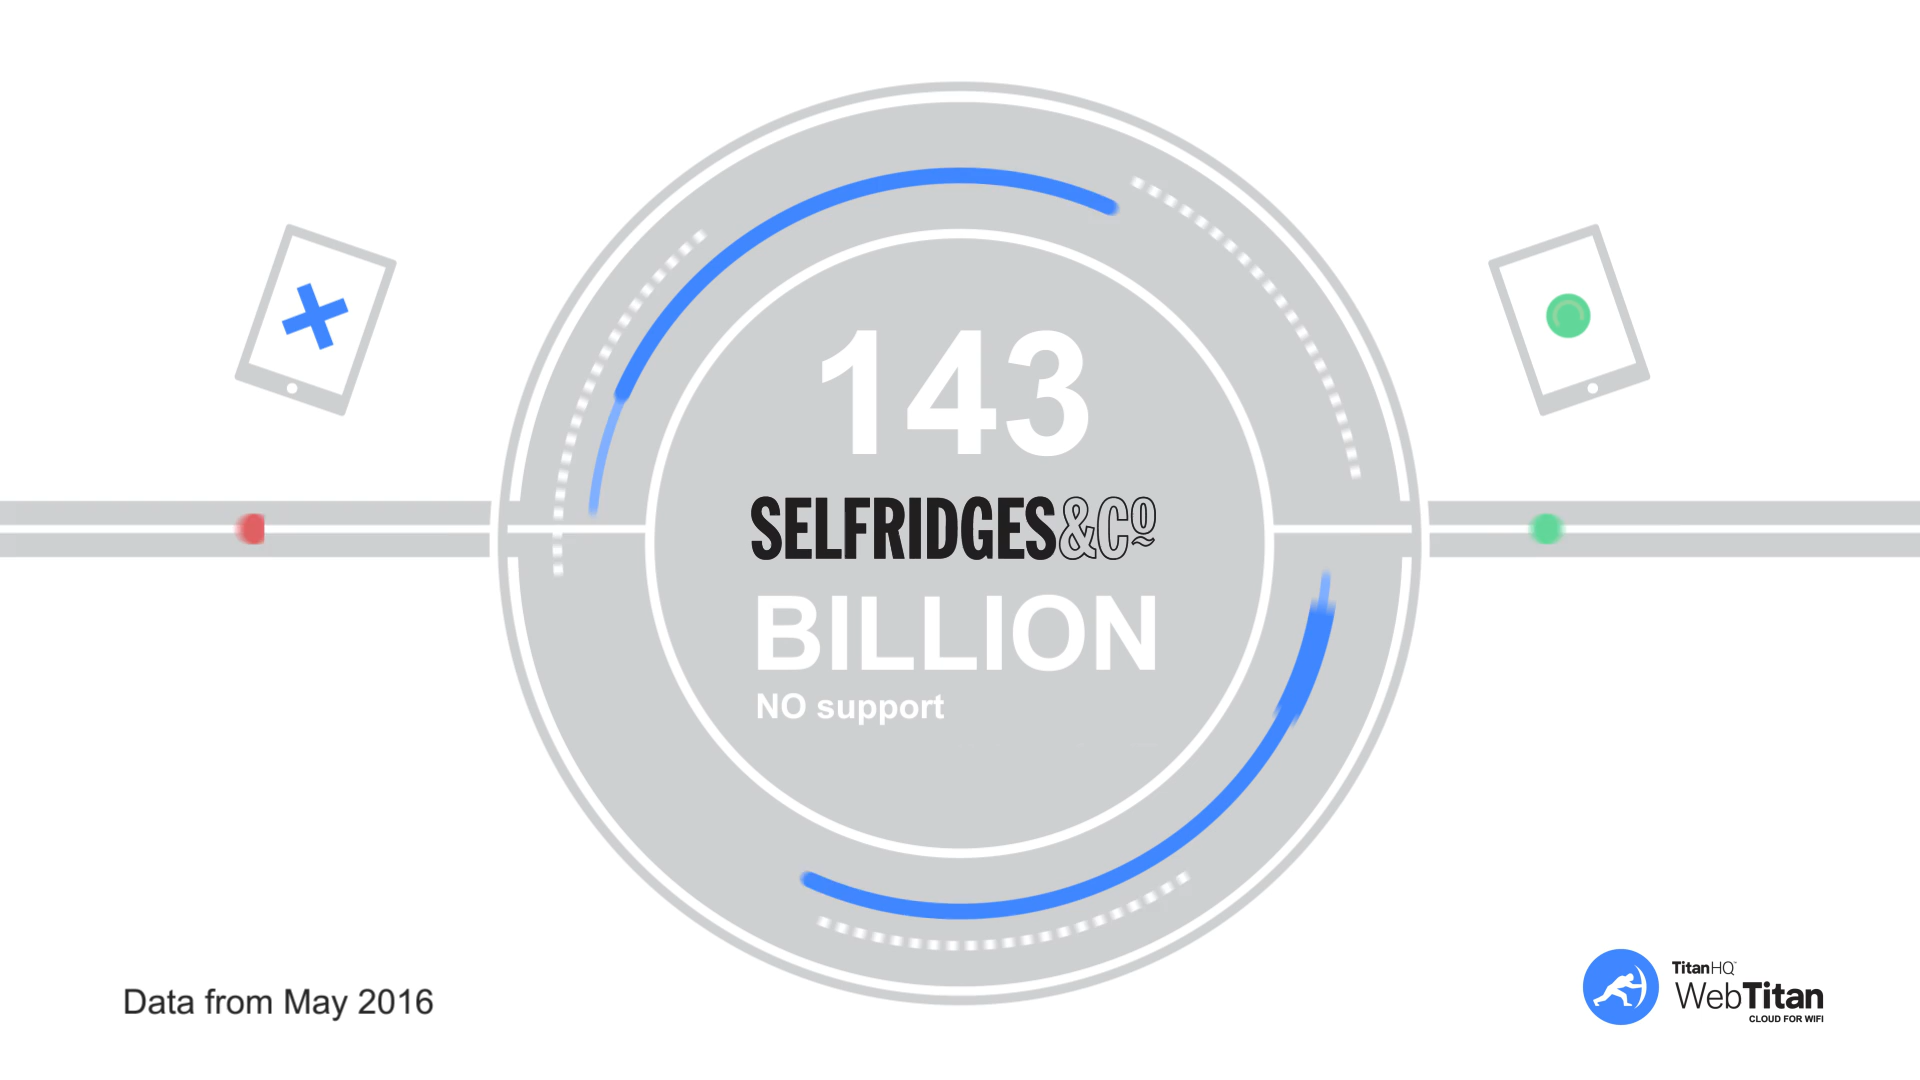 143
SELFRIDGES&Co
BILLION
NO support
Data from May 2016
TitanHQ
WebTitan
CLOUD FOR WIFI